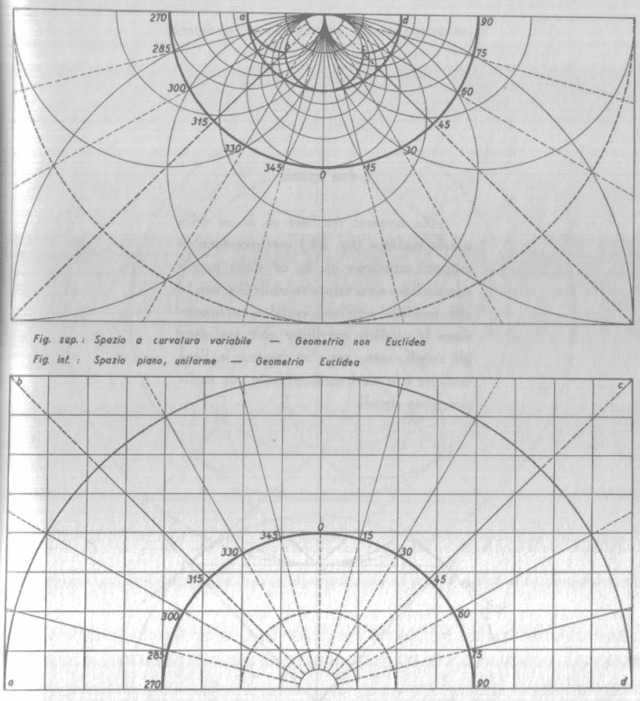 270 a d 90
285 b c 75
300 60
315 45
330 30
345 15
0
Fig. sup.: Spazio a curvatura variabile — Geometria non Euclidea
Fig. inf.: Spazio piano, uniforme — Geometria Euclidea
b c
0
345 15
330 30
315 45
300 60
285 75
a 270 90 d